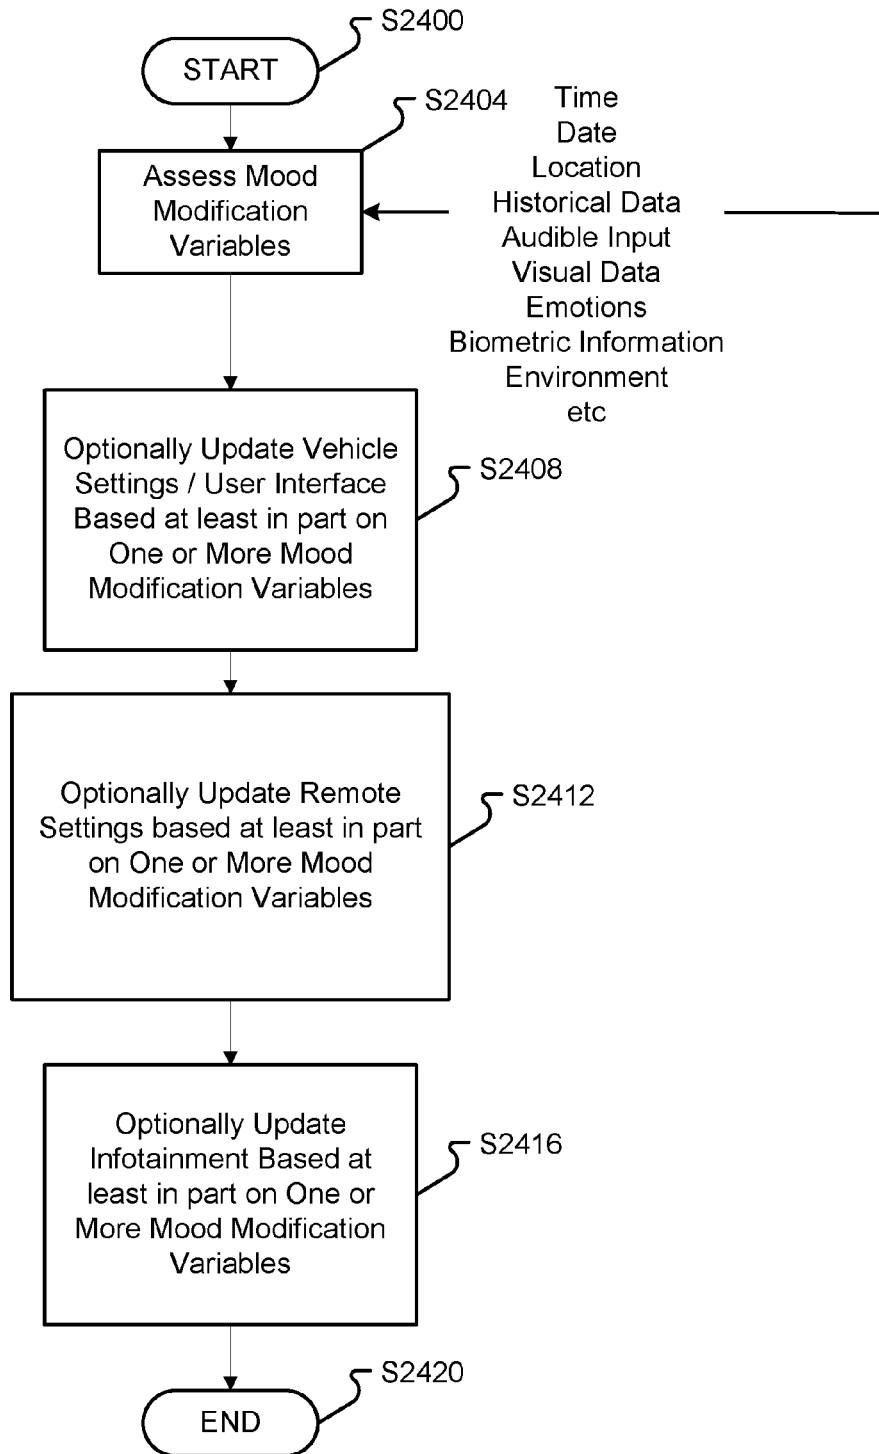 S2400
START
S2404
Assess Mood
Modification
Variables
Time
Date
Location
Historical Data
Audible Input
Visual Data
Emotions
Biometric Information
Environment
etc
Optionally Update Vehicle
Settings / User Interface
Based at least in part on
One or More Mood
Modification Variables
S2408
Optionally Update Remote
Settings based at least in part
on One or More Mood
Modification Variables
S2412
Optionally Update
Infotainment Based at
least in part on One or
More Mood Modification
Variables
S2416
S2420
END